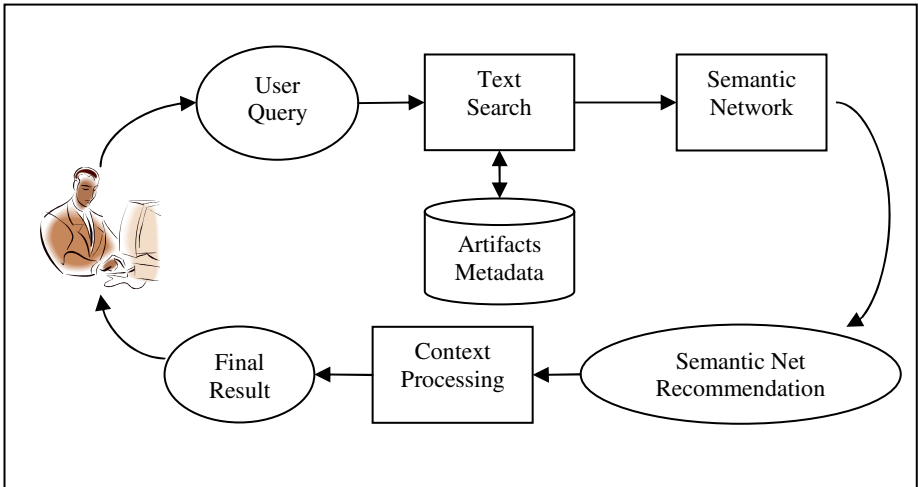 User
Query
Text
Search
Semantic
Network
Artifacts
Metadata
Final
Result
Context
Processing
Semantic Net
Recommendation